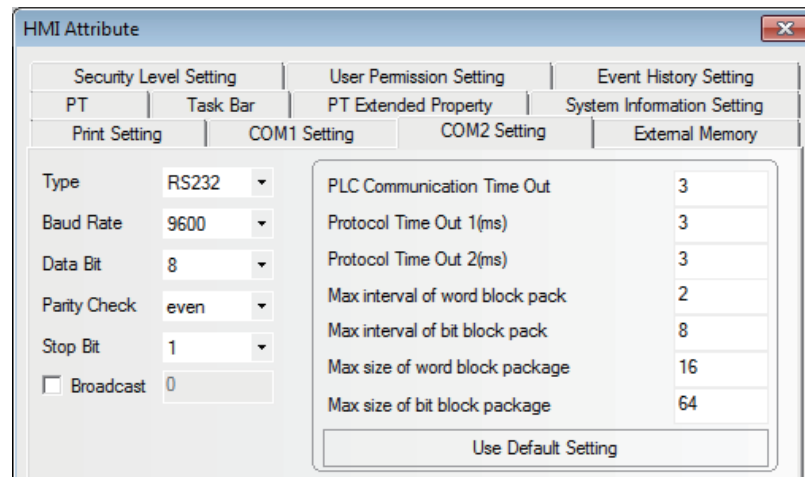 HMI Attribute
Security Level Setting User Permission Setting Event History Setting
PT Task Bar PT Extended Property System Information Setting
Print Setting COM1 Setting COM2 Setting External Memory
Type RS232
Baud Rate 9600
Data Bit 8
Parity Check even
Stop Bit 1
Broadcast 0
PLC Communication Time Out 3
Protocol Time Out 1(ms) 3
Protocol Time Out 2(ms) 3
Max interval of word block pack 2
Max interval of bit block pack 8
Max size of word block package 16
Max size of bit block package 64
Use Default Setting